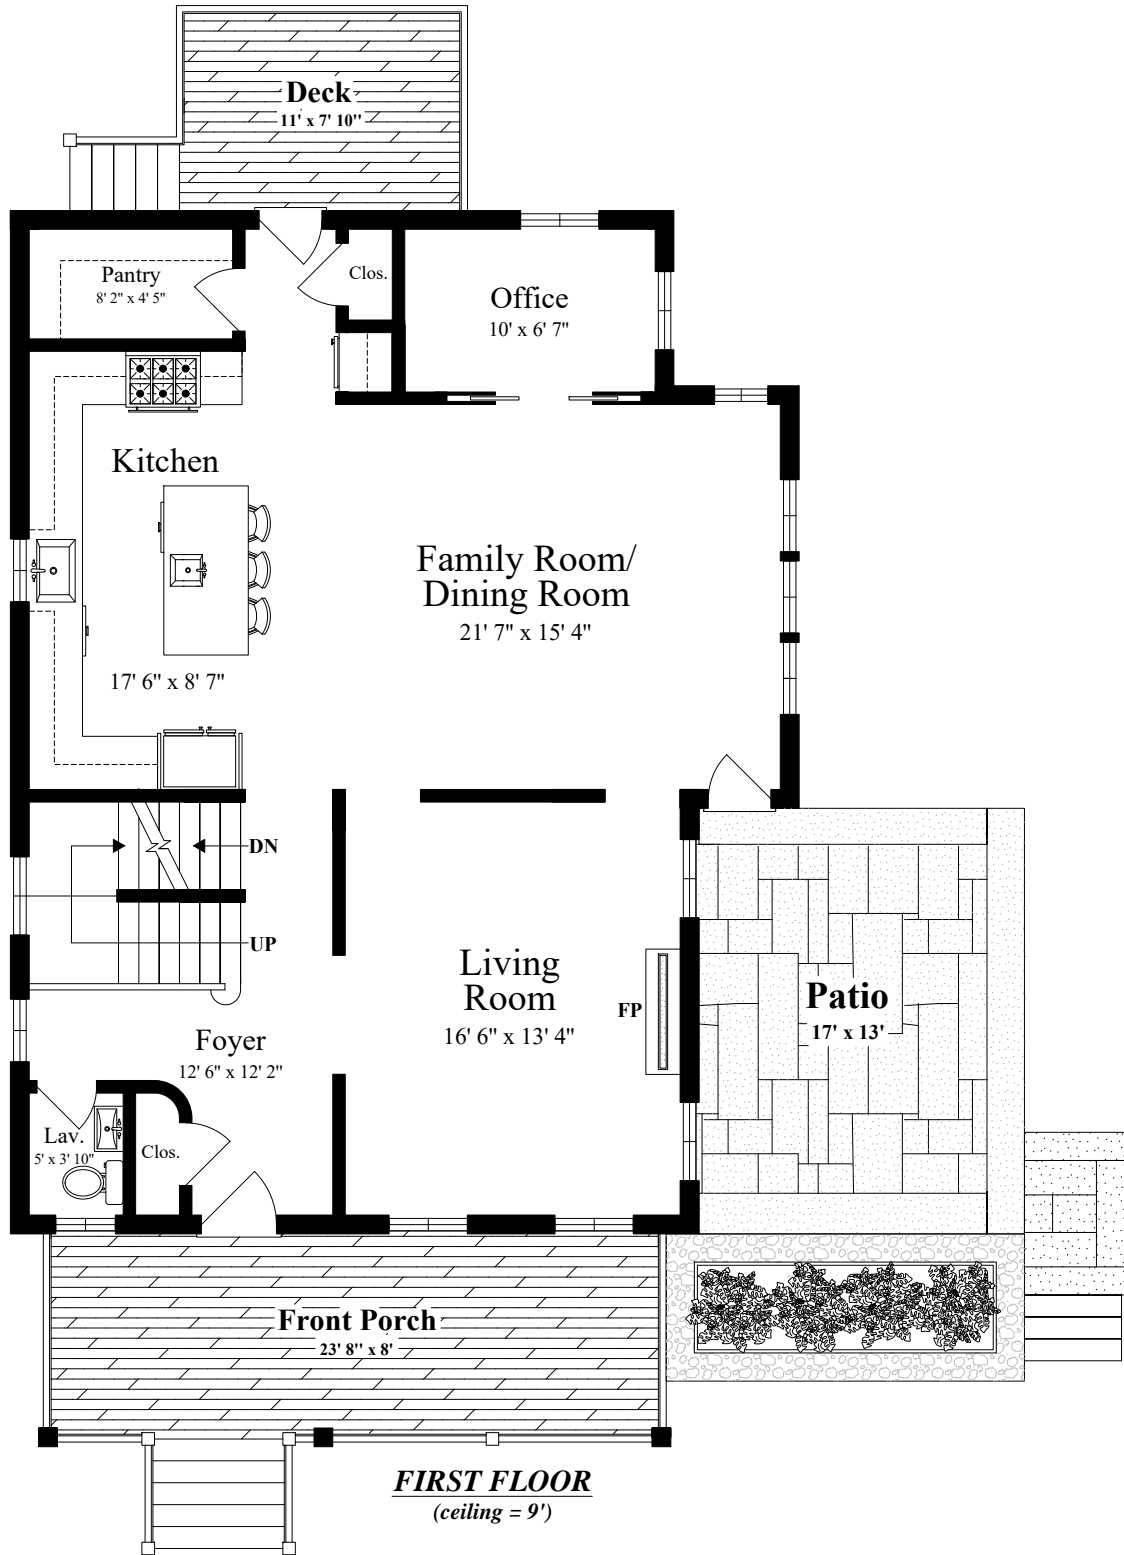 Deck
11' x 7' 10"
Pantry
8' 2" x 4' 5"
Clos.
Office
10' x 6' 7"
Kitchen
17' 6" x 8' 7"
Family Room/
Dining Room
21' 7" x 15' 4"
DN
UP
Living
Room
16' 6" x 13' 4"
FP
Patio
17' x 13'
Foyer
12' 6" x 12' 2"
Lav.
5' x 3' 10"
Clos.
Front Porch
23' 8" x 8'
FIRST FLOOR
(ceiling = 9')